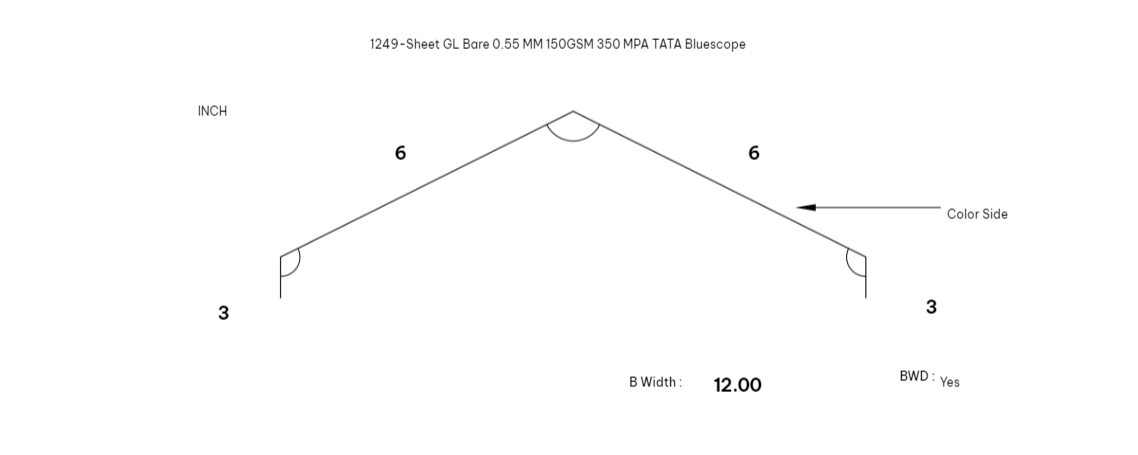 1249-Sheet GL Bare 0.55 MM 150GSM 350 MPA TATA Bluescope
INCH
6
6
Color Side
3
3
B Width : 12.00
BWD : Yes